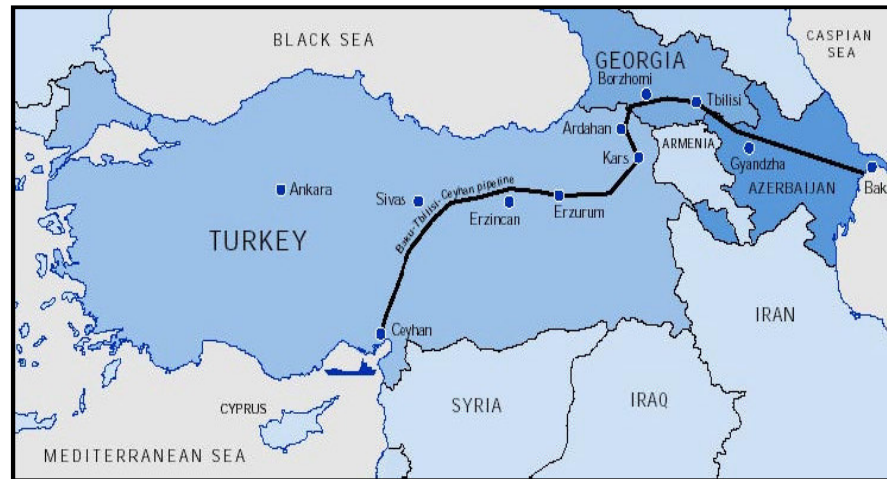 BLACK SEA
CASPIAN
SEA
GEORGIA
Borzhomi
Tbilisi
Ardahan
ARMENIA
Kars
Gyandzha
Bak
AZERBAIJAN
Ankara
Sivas
Erzincan
Erzurum
Baku-Tbilisi-Ceyhan pipeline
TURKEY
IRAN
Ceyhan
SYRIA
IRAQ
CYPRUS
MEDITERRANEAN SEA